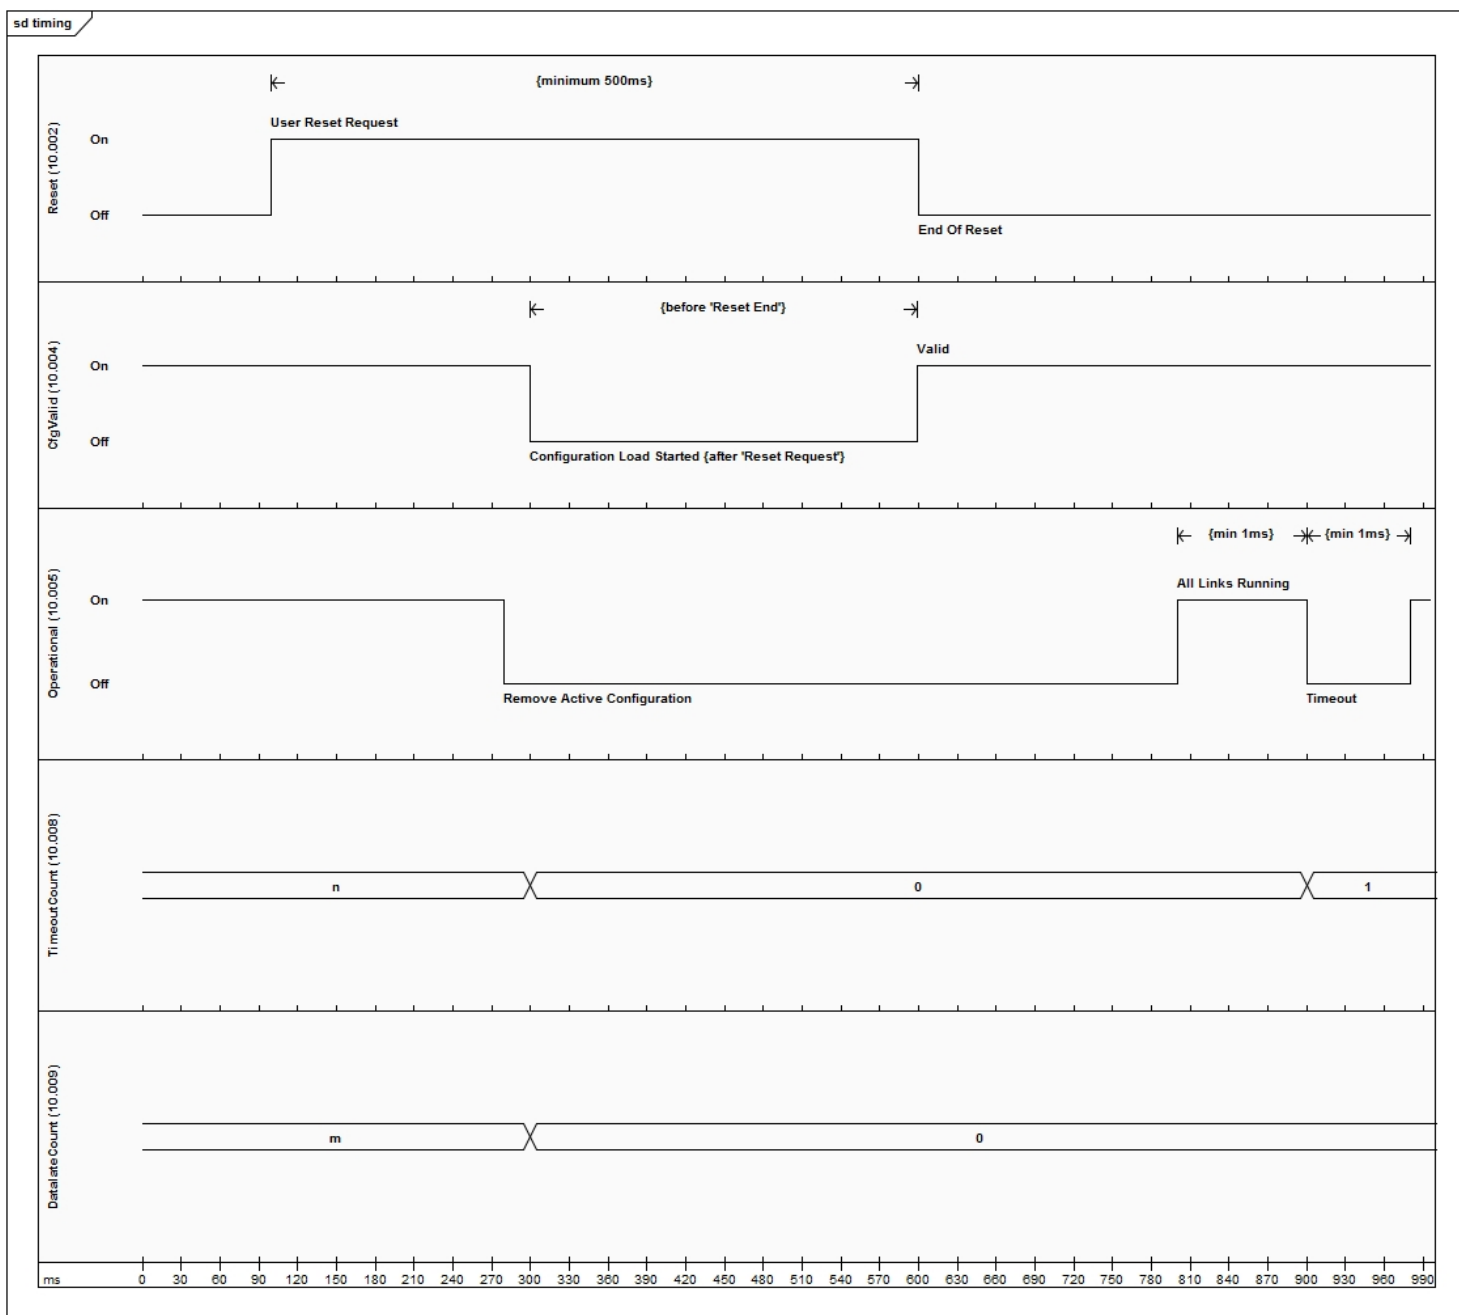 sd timing
Reset (10.002)
{minimum 500ms}
User Reset Request
On
Off
End Of Reset
CfgValid (10.004)
{before 'Reset End'}
Valid
On
Off
Configuration Load Started {after 'Reset Request'}
Operational (10.005)
{min 1ms} {min 1ms}
All Links Running
On
Off
Remove Active Configuration
Timeout
TimeoutCount (10.008)
n 0 1
DatalateCount (10.009)
m 0
ms 0 30 60 90 120 150 180 210 240 270 300 330 360 390 420 450 480 510 540 570 600 630 660 690 720 750 780 810 840 870 900 930 960 990